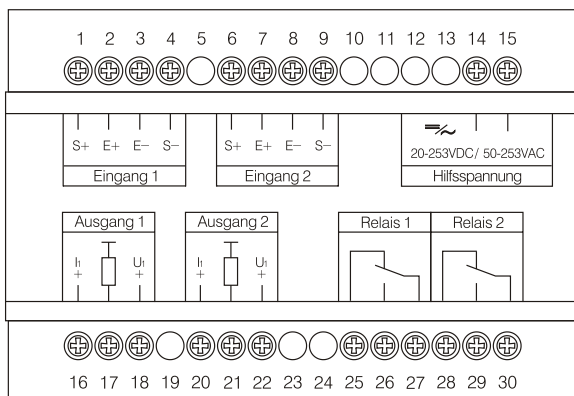 1 2 3 4 5 6 7 8 9 10 11 12 13 14 15
S+ E+ E− S− S+ E+ E− S−
20-253VDC/ 50-253VAC
Eingang 1 Eingang 2 Hilfsspannung
Ausgang 1 Ausgang 2 Relais 1 Relais 2
I1 U1 I1 U1
+ + + +
16 17 18 19 20 21 22 23 24 25 26 27 28 29 30